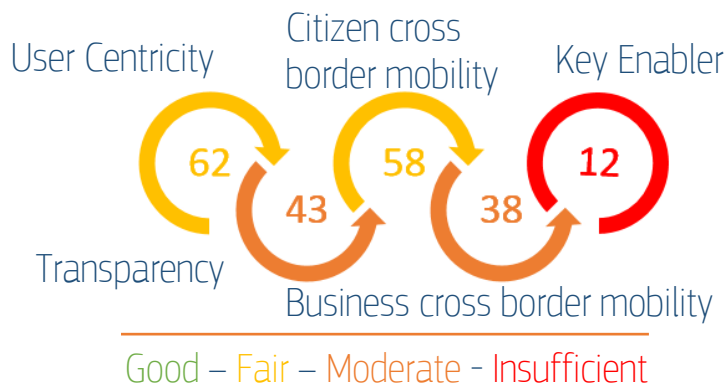 Citizen cross
border mobility
User Centricity
Key Enabler
62
58
12
43
38
Transparency
Business cross border mobility
Good – Fair – Moderate - Insufficient